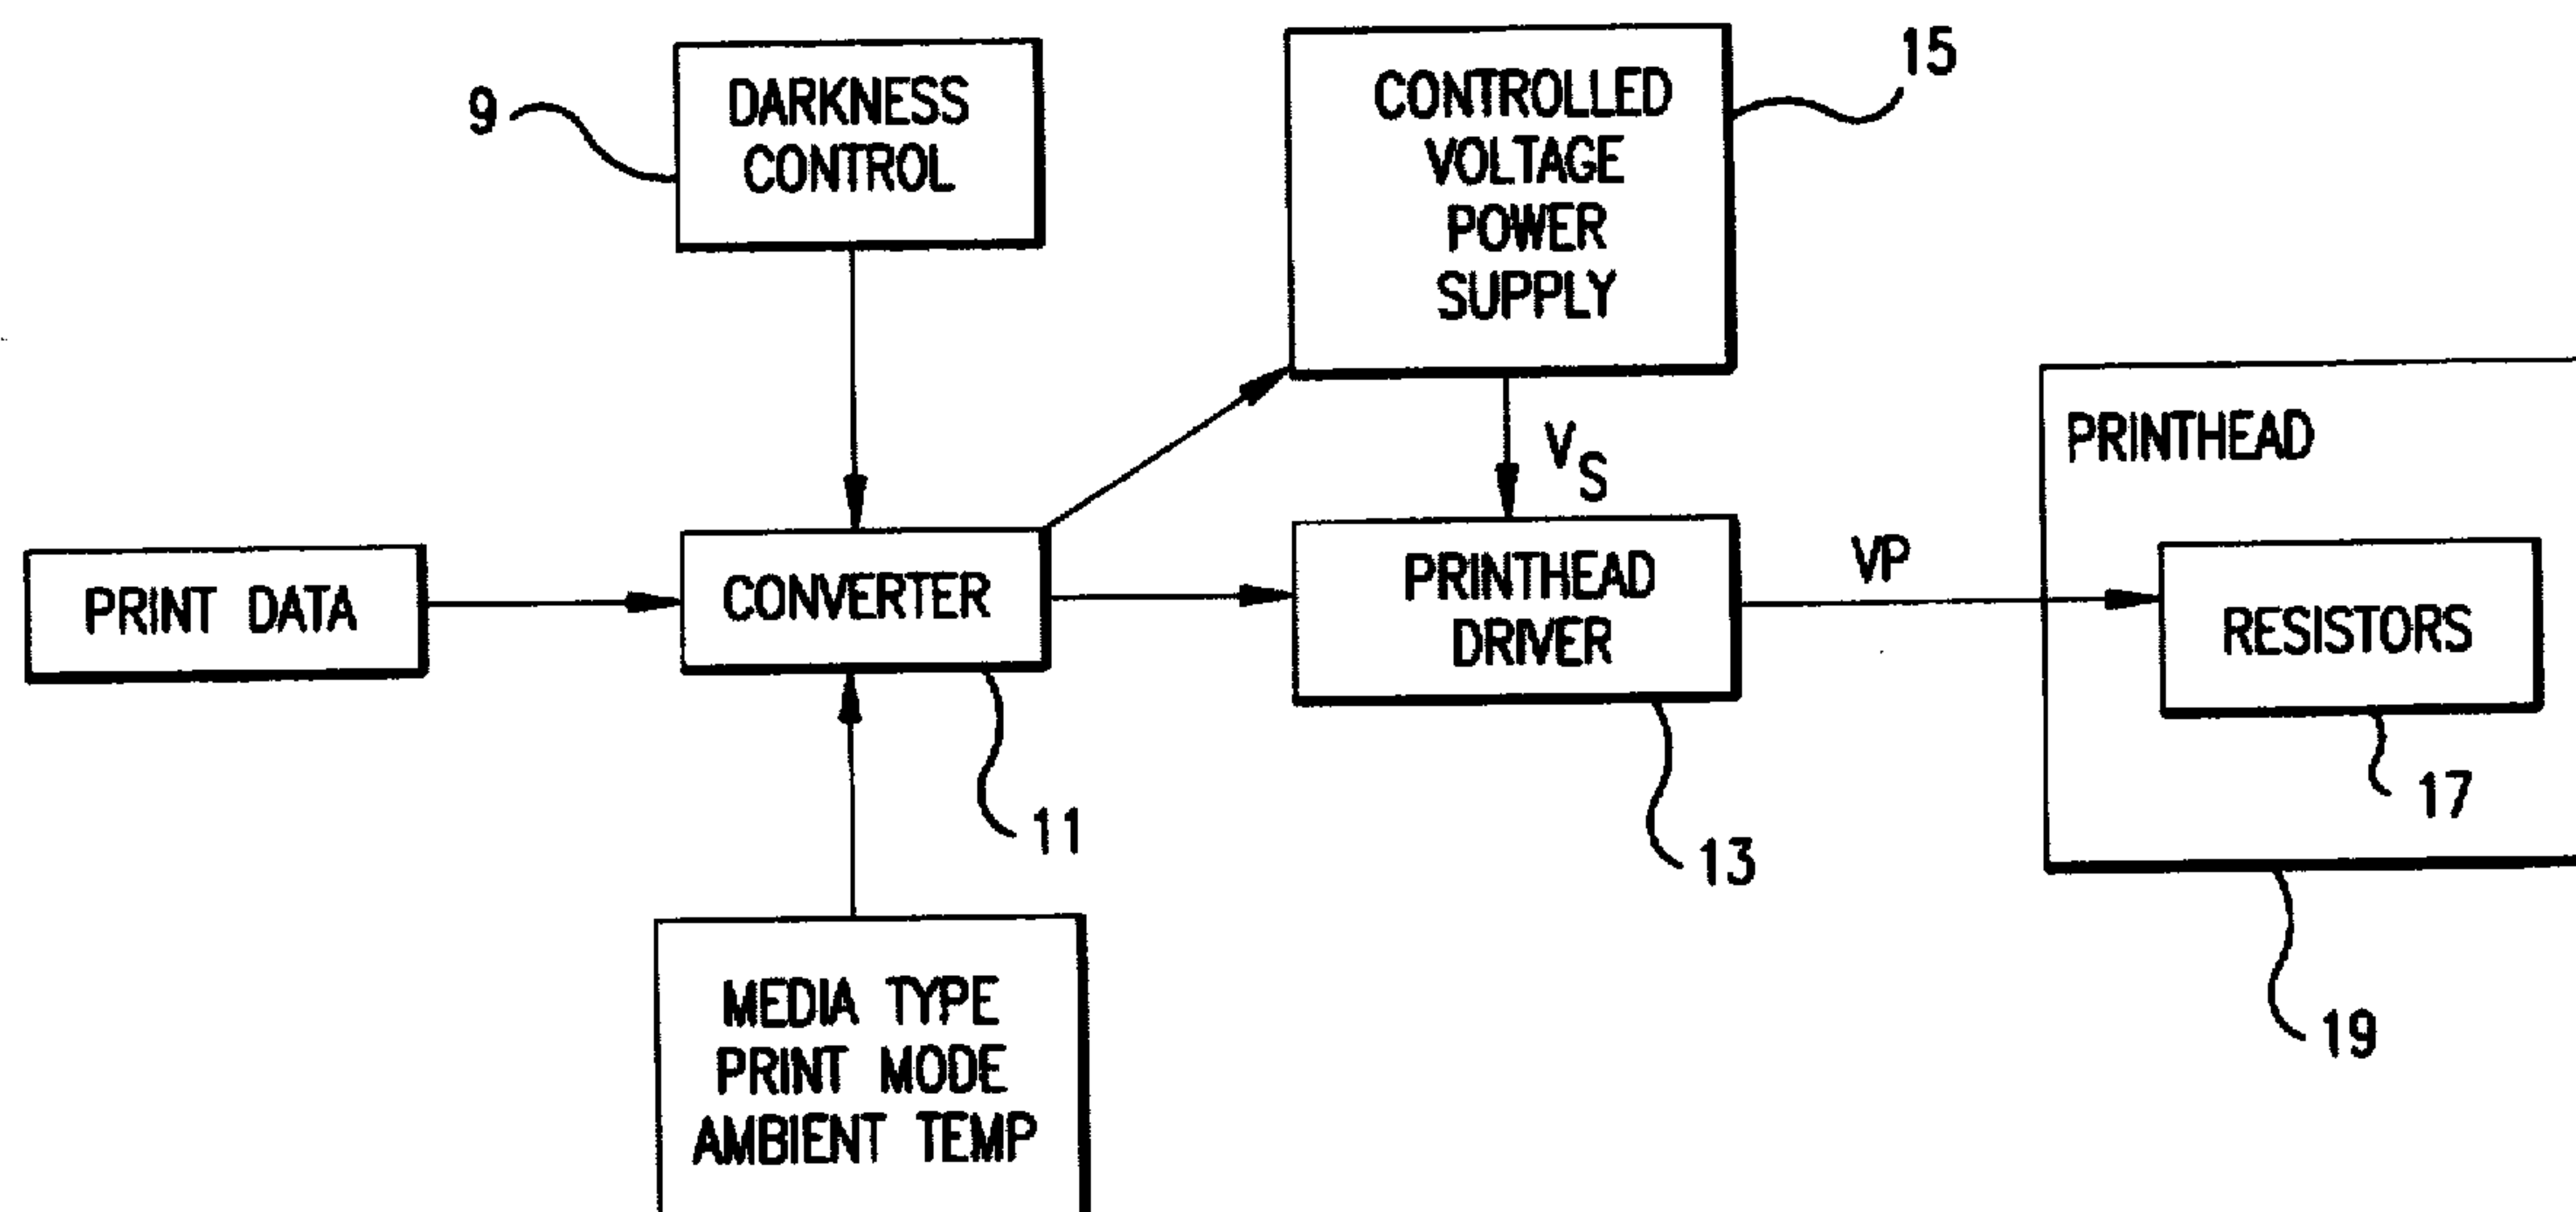 9
DARKNESS
CONTROL
CONTROLLED
VOLTAGE
POWER
SUPPLY
15
V
S
PRINTHEAD
PRINT DATA
CONVERTER
PRINTHEAD
DRIVER
VP
RESISTORS
11
13
17
19
MEDIA TYPE
PRINT MODE
AMBIENT TEMP